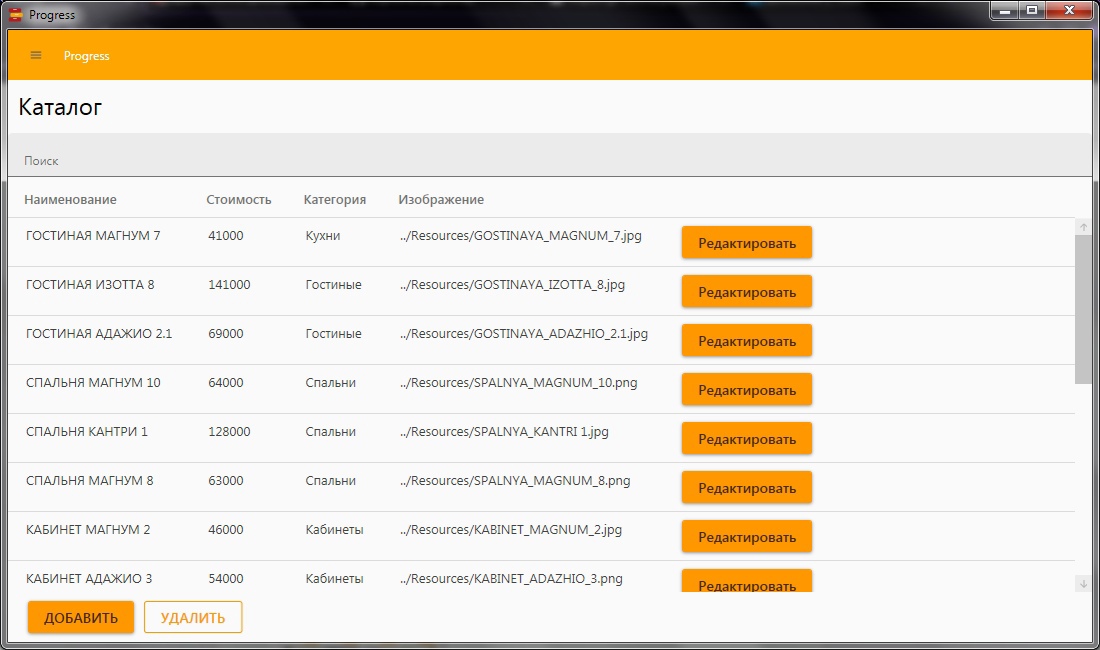 Progress
Progress
Каталог
Поиск
Наименование Стоимость Категория Изображение
ГОСТИНАЯ МАГНУМ 7 41000 Кухни ../Resources/GOSTINAYA_MAGNUM_7.jpg Редактировать
ГОСТИНАЯ ИЗОТТА 8 141000 Гостиные ../Resources/GOSTINAYA_IZOTTA_8.jpg Редактировать
ГОСТИНАЯ АДАЖИО 2.1 69000 Гостиные ../Resources/GOSTINAYA_ADAZHIO_2.1.jpg Редактировать
СПАЛЬНЯ МАГНУМ 10 64000 Спальни ../Resources/SPALNYA_MAGNUM_10.png Редактировать
СПАЛЬНЯ КАНТРИ 1 128000 Спальни ../Resources/SPALNYA_KANTRI 1.jpg Редактировать
СПАЛЬНЯ МАГНУМ 8 63000 Спальни ../Resources/SPALNYA_MAGNUM_8.png Редактировать
КАБИНЕТ МАГНУМ 2 46000 Кабинеты ../Resources/KABINET_MAGNUM_2.jpg Редактировать
КАБИНЕТ АДАЖИО 3 54000 Кабинеты ../Resources/KABINET_ADAZHIO_3.png Редактировать
ДОБАВИТЬ УДАЛИТЬ